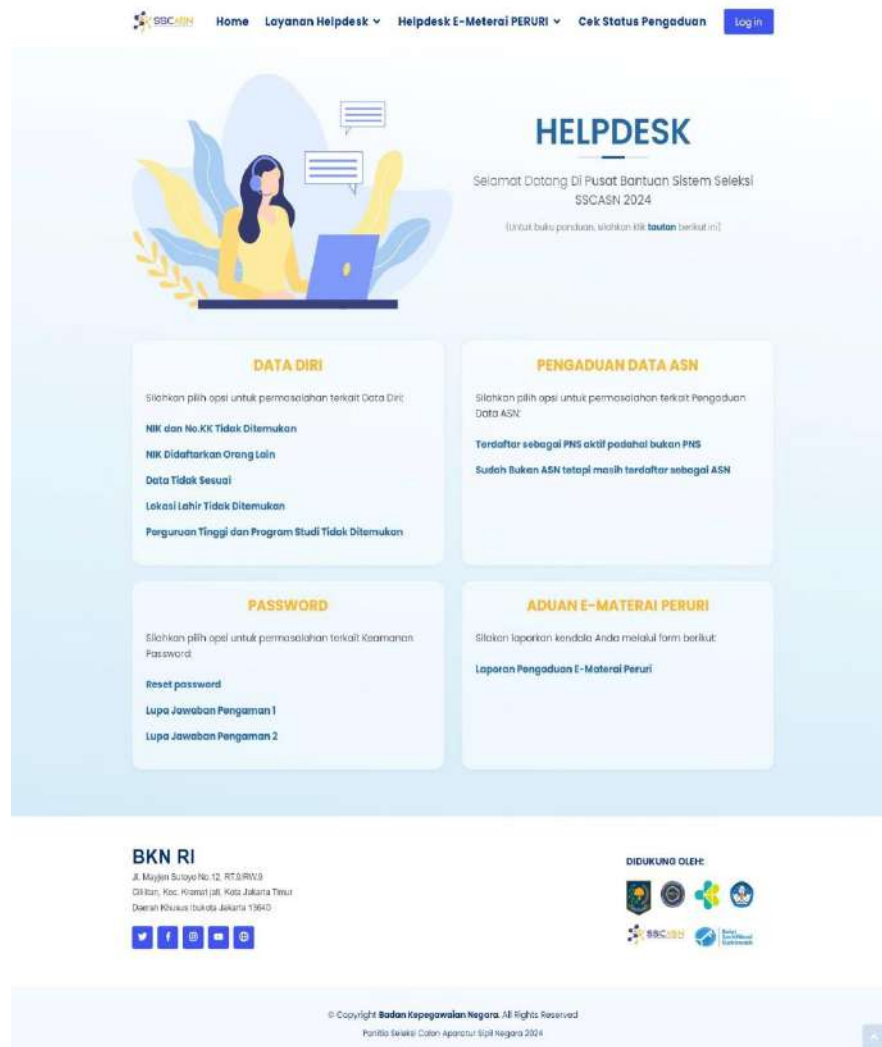 SSCASN Home Layanan Helpdesk Helpdesk E-Meterai PERURI Cek Status Pengaduan Login
HELPDESK
Selamat Datang Di Pusat Bantuan Sistem Seleksi
SSCASN 2024
(Untuk buku panduan, silahkan klik tautan berikut ini)
DATA DIRI
Silahkan pilih opsi untuk permasalahan terkait Data Diri:
NIK dan No.KK Tidak Ditemukan
NIK Didaftarkan Orang Lain
Data Tidak Sesuai
Lokasi Lahir Tidak Ditemukan
Perguruan Tinggi dan Program Studi Tidak Ditemukan
PENGADUAN DATA ASN
Silahkan pilih opsi untuk permasalahan terkait Pengaduan
Data ASN:
Terdaftar sebagai PNS aktif padahal bukan PNS
Sudah Bukan ASN tetapi masih terdaftar sebagai ASN
PASSWORD
Silahkan pilih opsi untuk permasalahan terkait Keamanan
Password:
Reset password
Lupa Jawaban Pengaman 1
Lupa Jawaban Pengaman 2
ADUAN E-MATERAI PERURI
Silakan laporkan kendala Anda melalui form berikut:
Laporan Pengaduan E-Materai Peruri
BKN RI
Jl. Mayjen Sutoyo No.12, RT.9/RW.9
Cililitan, Kec. Kramat jati, Kota Jakarta Timur
Daerah Khusus Ibukota Jakarta 13640
DIDUKUNG OLEH:
SSCASN
Balai Sertifikasi Elektronik
© Copyright Badan Kepegawaian Negara. All Rights Reserved
Panitia Seleksi Calon Aparatur Sipil Negara 2024